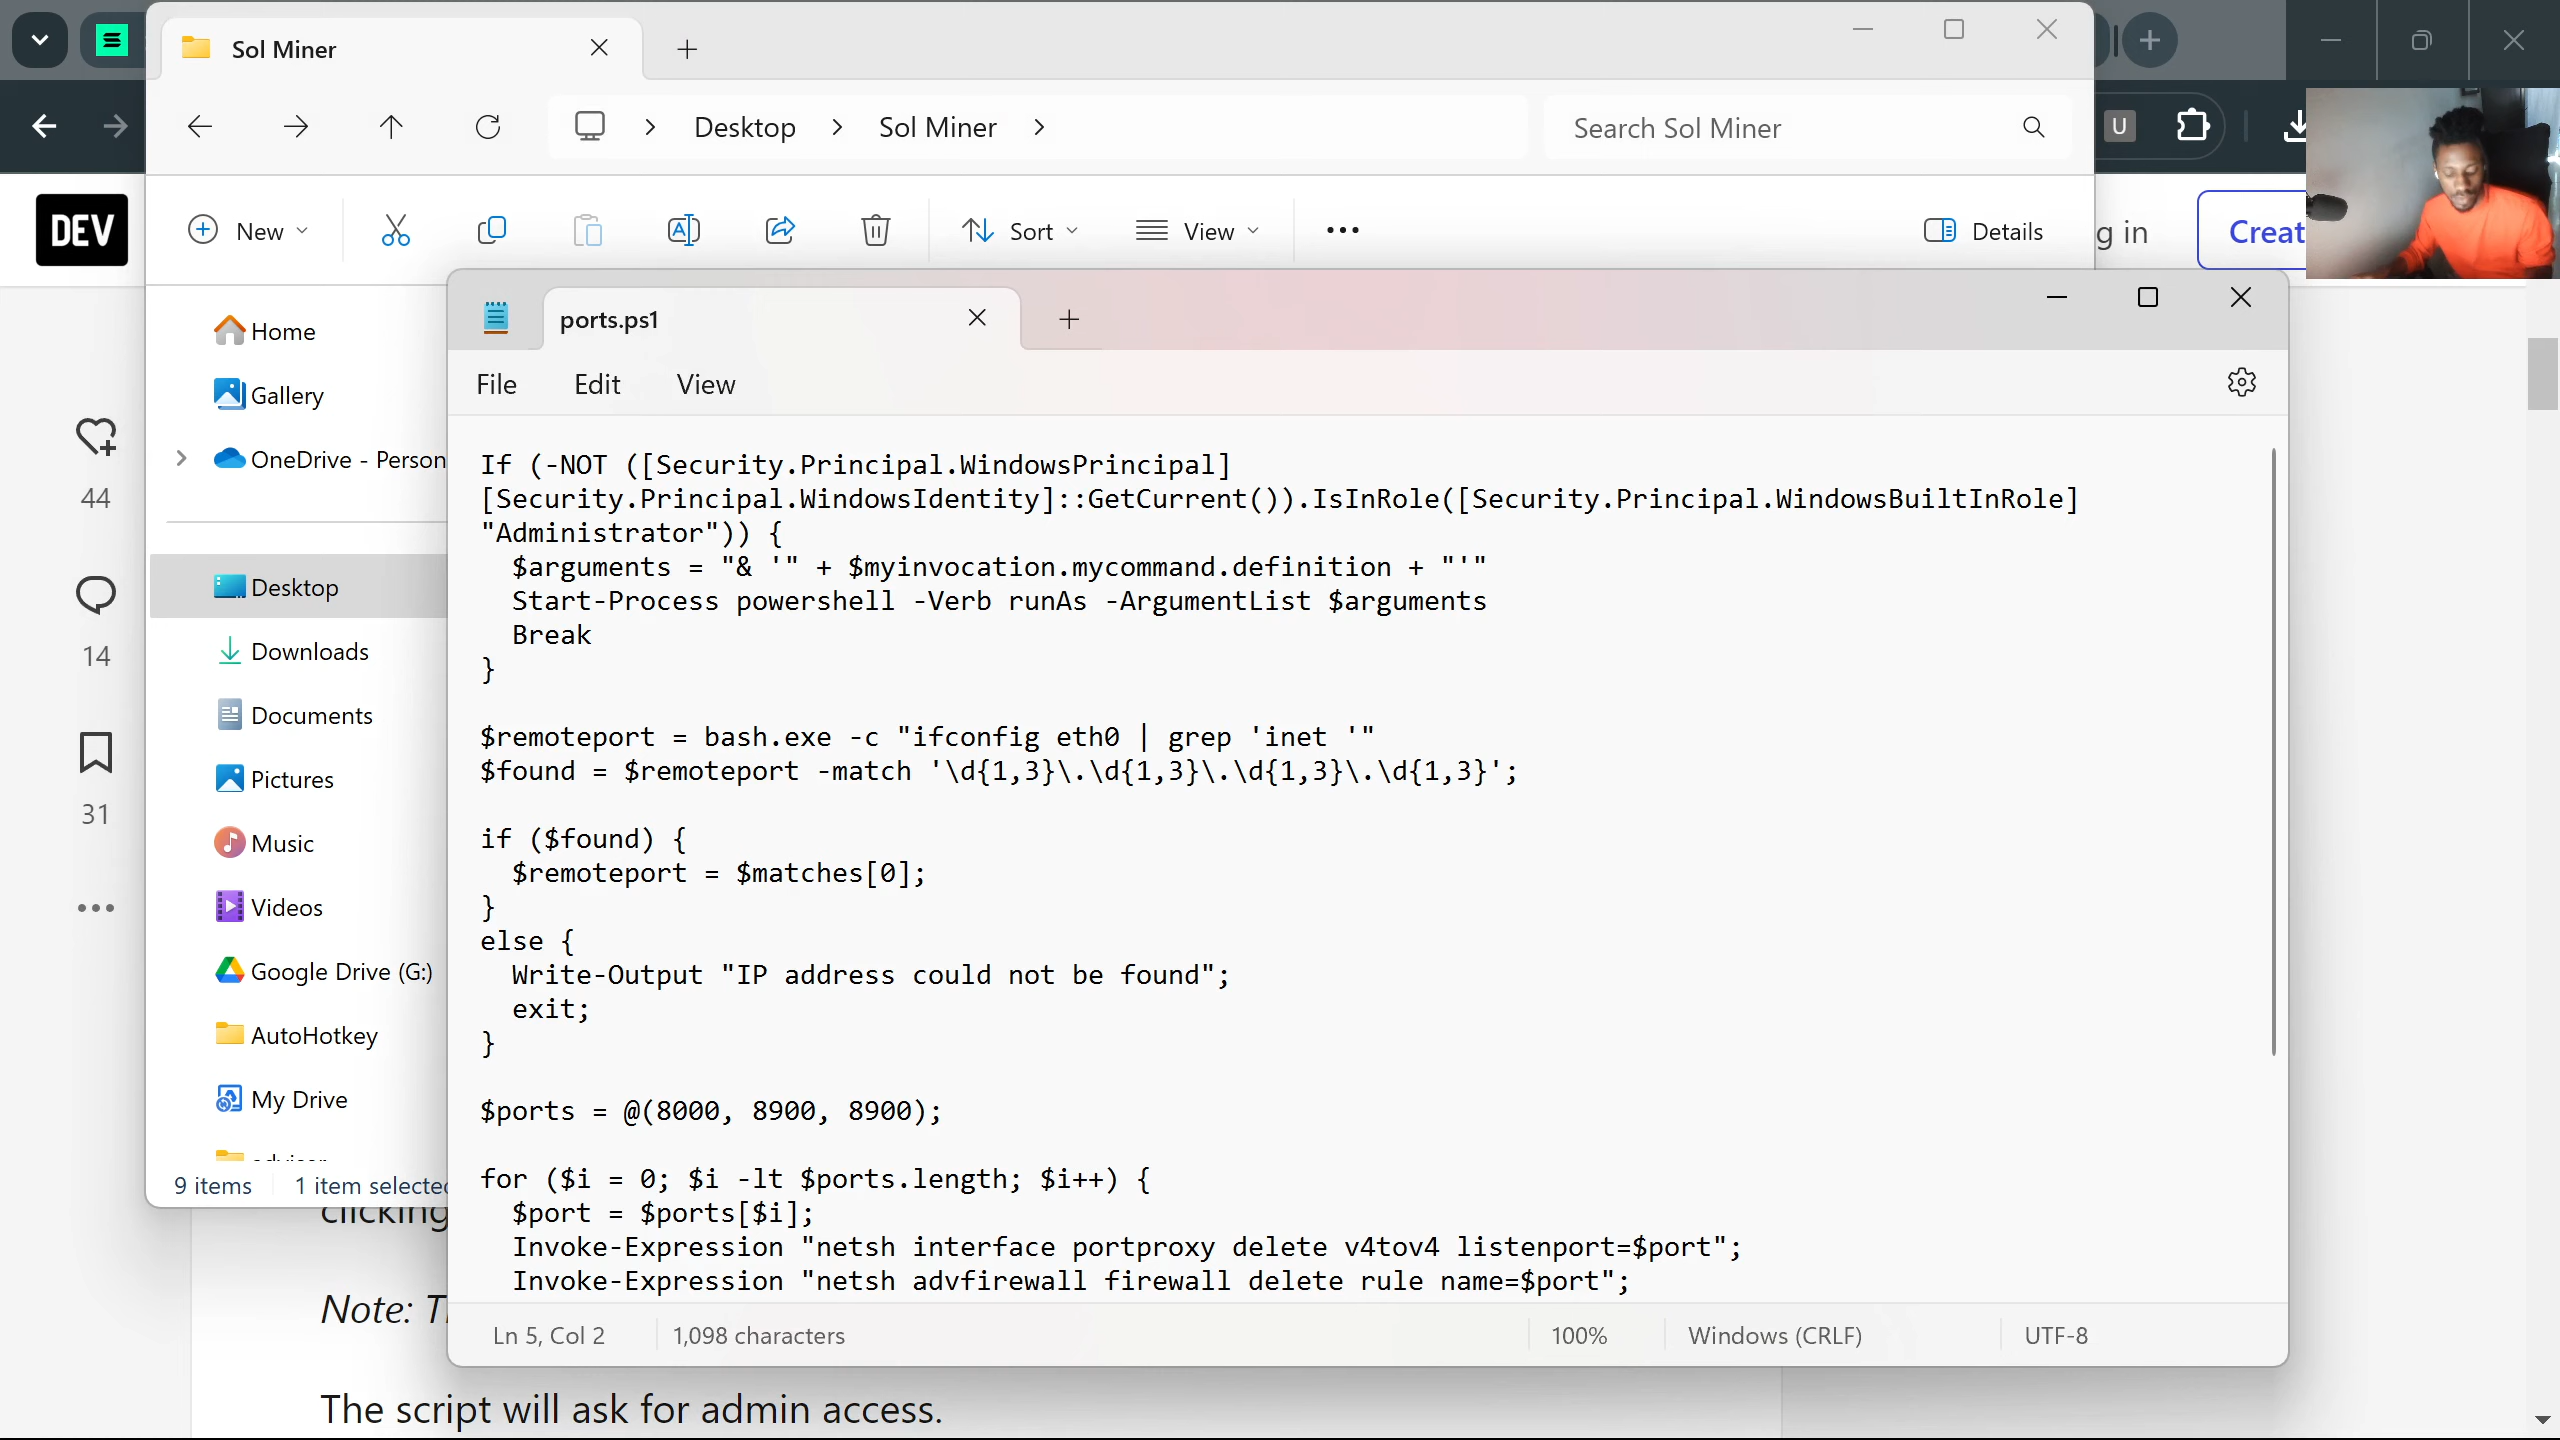 Sol Miner
Desktop
Sol Miner
Search Sol Miner
U
DEV
New
Sort
View
Details
g in
Creat
ports.ps1
Home
File
Edit
View
Gallery
44
OneDrive - Person
If (-NOT ([Security.Principal.WindowsPrincipal]
[Security.Principal.WindowsIdentity]::GetCurrent()).IsInRole([Security.Principal.WindowsBuiltInRole]
"Administrator")) {
$arguments = "& '" + $myinvocation.mycommand.definition + "'"
Start-Process powershell -Verb runAs -ArgumentList $arguments
Break
}
Desktop
14
Downloads
Documents
Pictures
31
Music
Videos
Google Drive (G:)
AutoHotkey
My Drive
$remoteport = bash.exe -c "ifconfig eth0 | grep 'inet '"
$found = $remoteport -match '\d{1,3}\.\d{1,3}\.\d{1,3}\.\d{1,3}';
if ($found) {
$remoteport = $matches[0];
}
else {
Write-Output "IP address could not be found";
exit;
}
$ports = @(8000, 8900, 8900);
for ($i = 0; $i -lt $ports.length; $i++) {
$port = $ports[$i];
Invoke-Expression "netsh interface portproxy delete v4tov4 listenport=$port";
Invoke-Expression "netsh advfirewall firewall delete rule name=$port";
9 items
1 item selected
clicking
Note: T
Ln 5, Col 2
1,098 characters
100%
Windows (CRLF)
UTF-8
The script will ask for admin access.